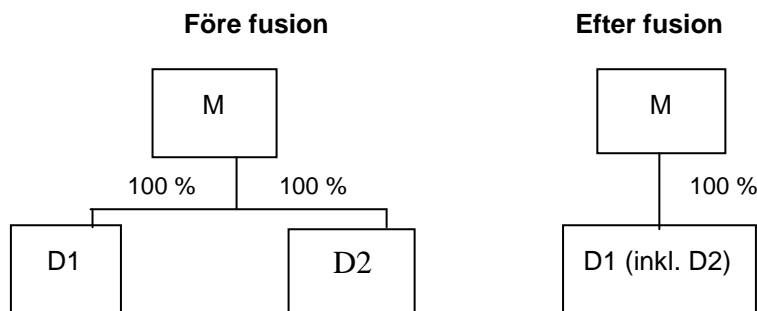 Före fusion
Efter fusion
M
M
100 %
100 %
100 %
D1
D2
D1 (inkl. D2)